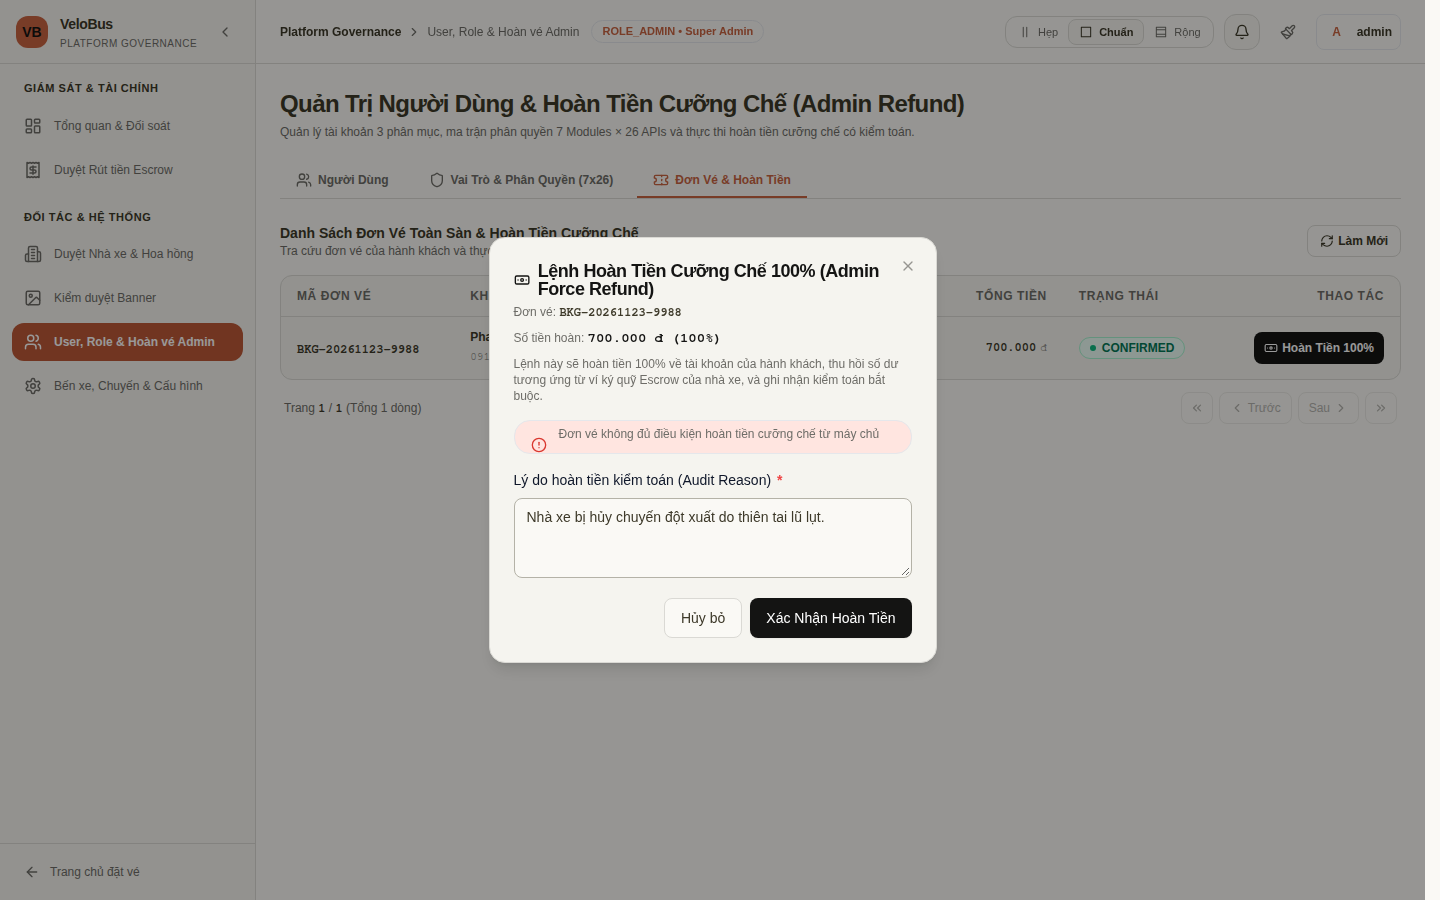 VB
VeloBus
PLATFORM GOVERNANCE
Platform Governance
User, Role & Hoàn vé Admin
ROLE_ADMIN • Super Admin
Hẹp
Chuẩn
Rộng
A
admin
GIÁM SÁT & TÀI CHÍNH
Tổng quan & Đối soát
Duyệt Rút tiền Escrow
ĐỐI TÁC & HỆ THỐNG
Duyệt Nhà xe & Hoa hồng
Kiểm duyệt Banner
User, Role & Hoàn vé Admin
Bến xe, Chuyến & Cấu hình
Trang chủ đặt vé
Quản Trị Người Dùng & Hoàn Tiền Cưỡng Chế (Admin Refund)
Quản lý tài khoản 3 phân mục, ma trận phân quyền 7 Modules × 26 APIs và thực thi hoàn tiền cưỡng chế có kiểm toán.
Người Dùng
Vai Trò & Phân Quyền (7x26)
Đơn Vé & Hoàn Tiền
Danh Sách Đơn Vé Toàn Sàn & Hoàn Tiền Cưỡng Chế
Tra cứu đơn vé của hành khách và thực
Làm Mới
MÃ ĐƠN VÉ
KH
TỔNG TIỀN
TRẠNG THÁI
THAO TÁC
BKG-20261123-9988
Pha
091
700.000 đ
CONFIRMED
Hoàn Tiền 100%
Trang 1 / 1 (Tổng 1 dòng)
Trước
Sau
Lệnh Hoàn Tiền Cưỡng Chế 100% (Admin
Force Refund)
Đơn vé: BKG-20261123-9988
Số tiền hoàn: 700.000 đ (100%)
Lệnh này sẽ hoàn tiền 100% về tài khoản của hành khách, thu hồi số dư
tương ứng từ ví ký quỹ Escrow của nhà xe, và ghi nhận kiểm toán bắt
buộc.
Đơn vé không đủ điều kiện hoàn tiền cưỡng chế từ máy chủ
Lý do hoàn tiền kiểm toán (Audit Reason) *
Nhà xe bị hủy chuyến đột xuất do thiên tai lũ lụt.
Hủy bỏ
Xác Nhận Hoàn Tiền